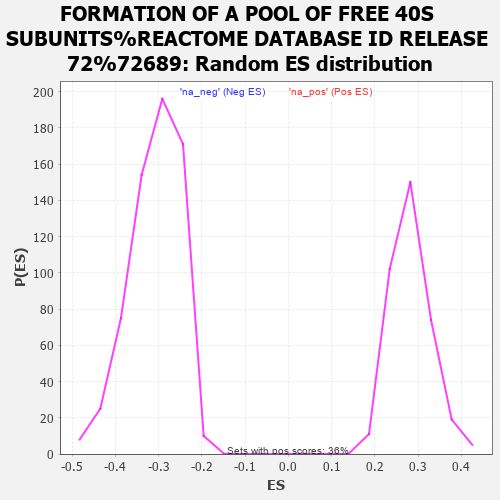 FORMATION OF A POOL OF FREE 40S
SUBUNITS%REACTOME DATABASE ID RELEASE
72%72689: Random ES distribution
'na_neg' (Neg ES) 'na_pos' (Pos ES)
200
180
160
140
120
100
80
60
40
20
0
P(ES)
Sets with pos scores: 36%
-0.5 -0.4 -0.3 -0.2 -0.1 0.0 0.1 0.2 0.3 0.4
ES